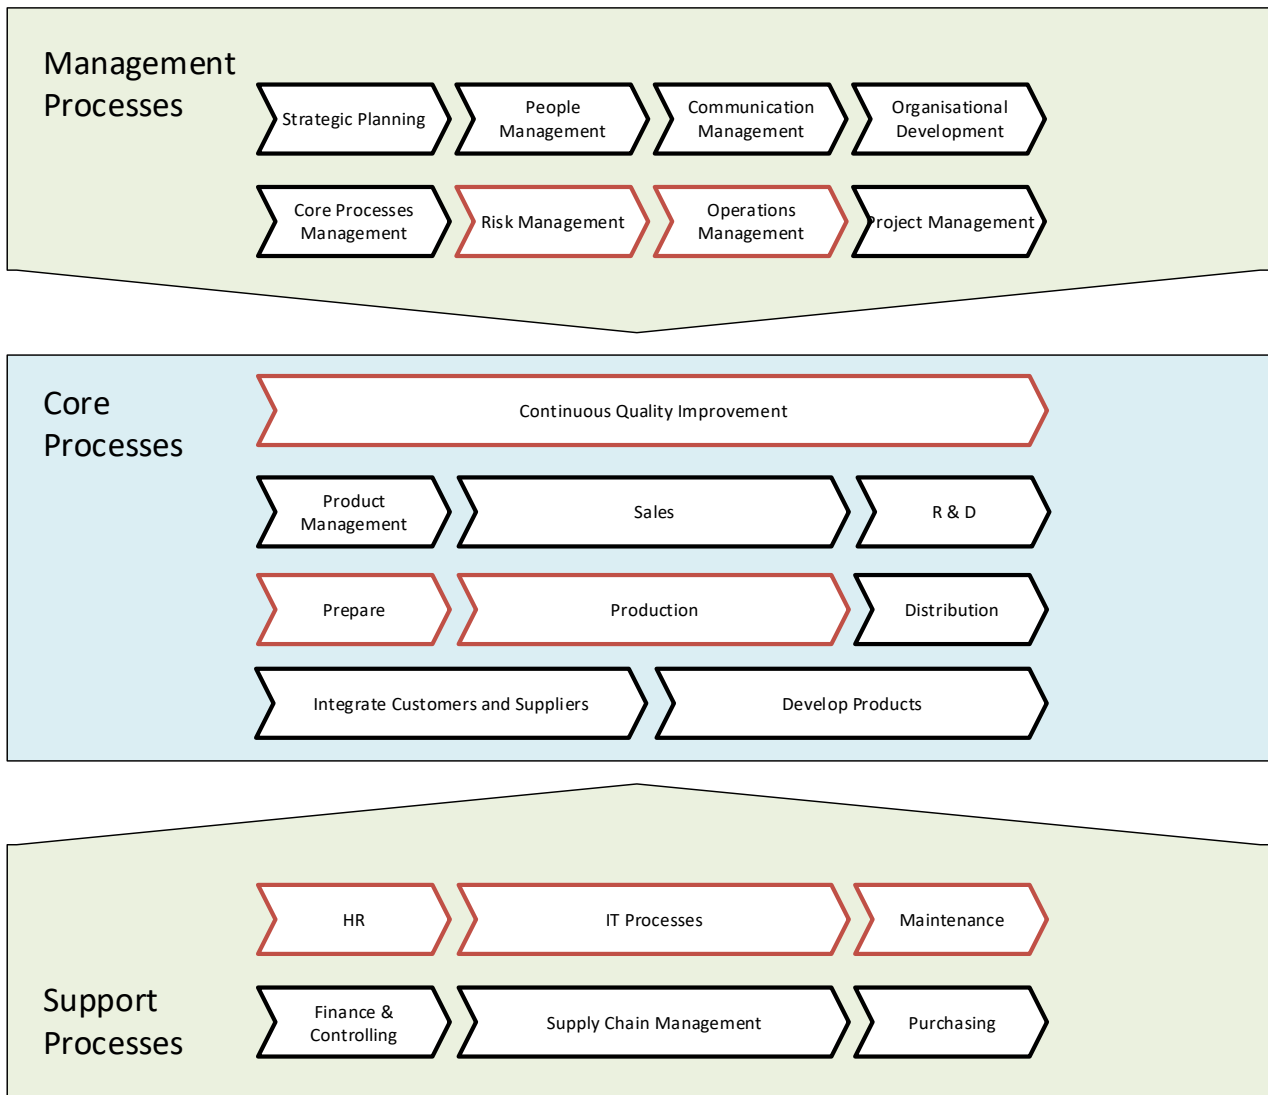 Management
Processes
Strategic Planning
People
Management
Communication
Management
Organisational
Development
Core Processes
Management
Risk Management
Operations
Management
Project Management
Core
Processes
Continuous Quality Improvement
Product
Management
Sales
R & D
Prepare
Production
Distribution
Integrate Customers and Suppliers
Develop Products
HR
IT Processes
Maintenance
Support
Processes
Finance &
Controlling
Supply Chain Management
Purchasing